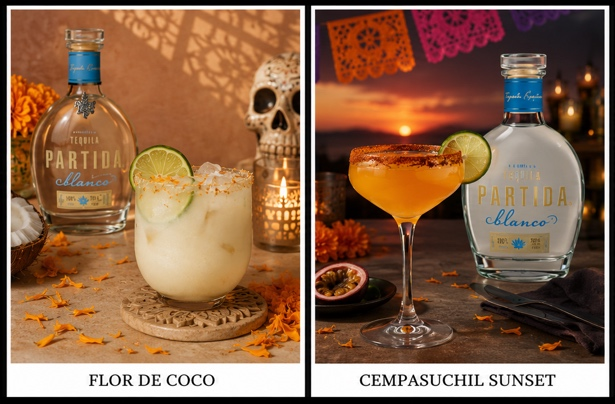 TEQUILA
PARTIDA
blanco
100%
FLOR DE COCO
PARTIDA
blanco
100%
CEMPASUCHIL SUNSET